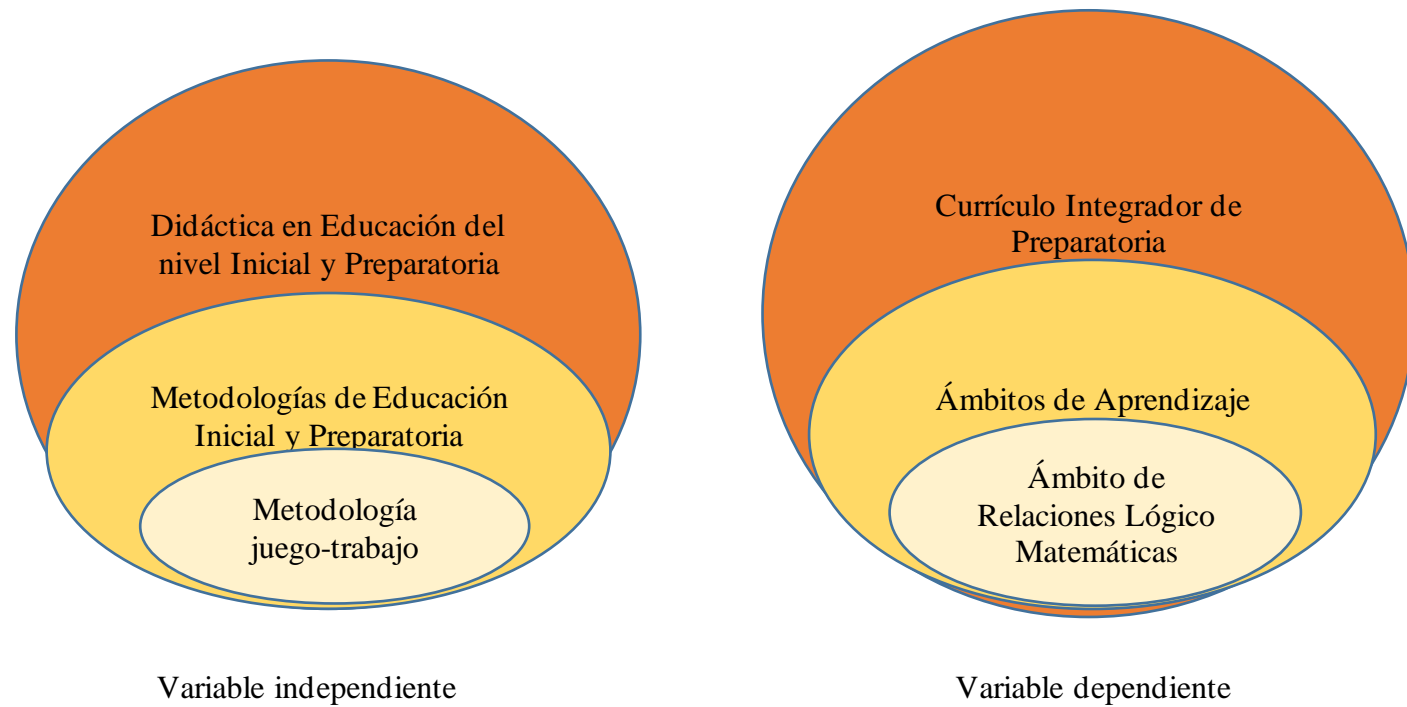 Didáctica en Educación del
nivel Inicial y Preparatoria
Metodologías de Educación
Inicial y Preparatoria
Metodología
juego-trabajo
Variable independiente
Currículo Integrador de
Preparatoria
Ámbitos de Aprendizaje
Ámbito de
Relaciones Lógico
Matemáticas
Variable dependiente